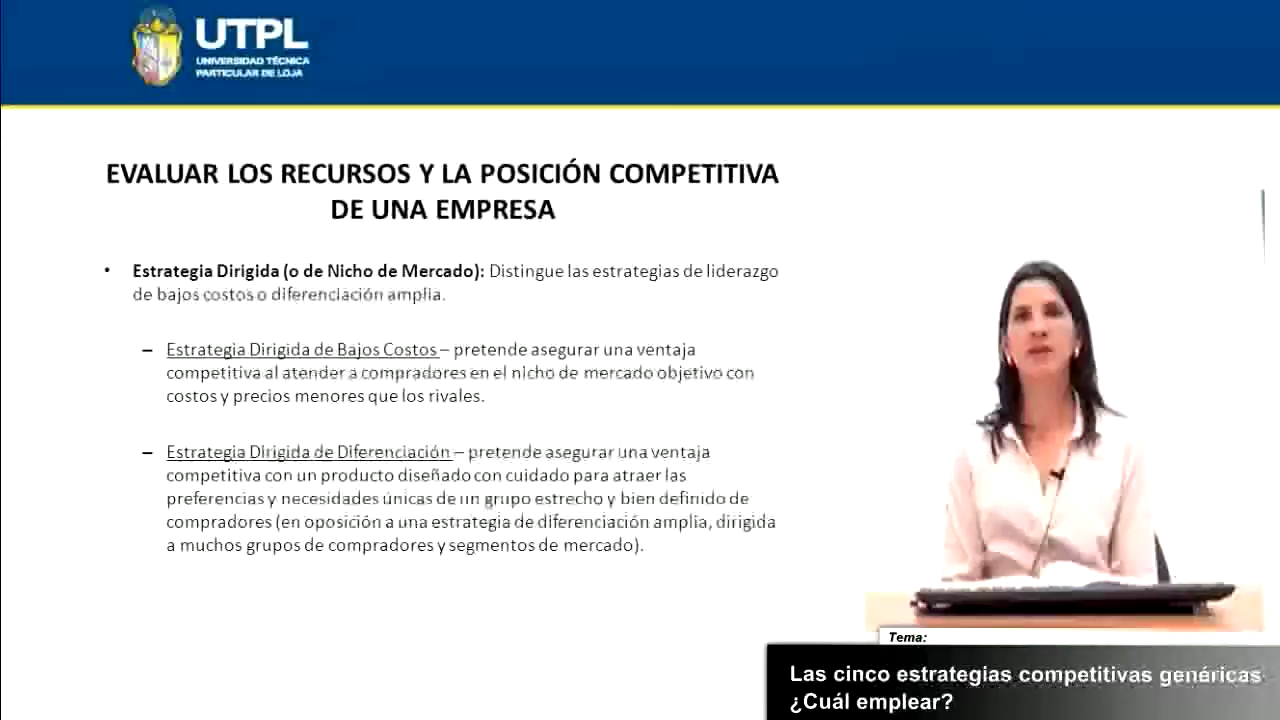 UTPL
UNIVERSIDAD TÉCNICA
PARTICULAR DE LOJA
EVALUAR LOS RECURSOS Y LA POSICIÓN COMPETITIVA
DE UNA EMPRESA
• Estrategia Dirigida (o de Nicho de Mercado): Distingue las estrategias de liderazgo
de bajos costos o diferenciación amplia.
– Estrategia Dirigida de Bajos Costos – pretende asegurar una ventaja
competitiva al atender a compradores en el nicho de mercado objetivo con
costos y precios menores que los rivales.
– Estrategia Dirigida de Diferenciación – pretende asegurar una ventaja
competitiva con un producto diseñado con cuidado para atraer las
preferencias y necesidades únicas de un grupo estrecho y bien definido de
compradores (en oposición a una estrategia de diferenciación amplia, dirigida
a muchos grupos de compradores y segmentos de mercado).
Tema:
Las cinco estrategias competitivas genéricas
¿Cuál emplear?